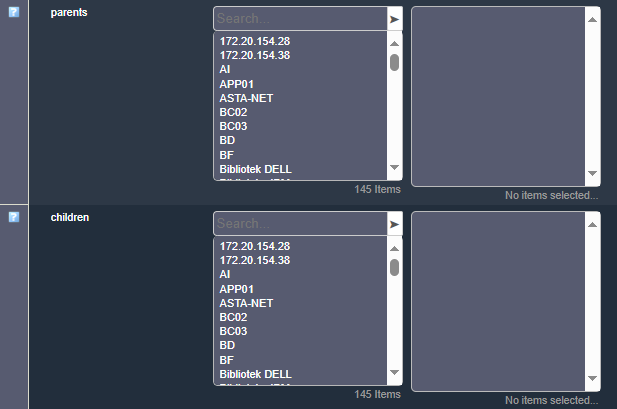 parents
Search...
172.20.154.28
172.20.154.38
AI
APP01
ASTA-NET
BC02
BC03
BD
BF
Bibliotek DELL
145 Items
No items selected...
children
Search...
172.20.154.28
172.20.154.38
AI
APP01
ASTA-NET
BC02
BC03
BD
BF
Bibliotek DELL
145 Items
No items selected...